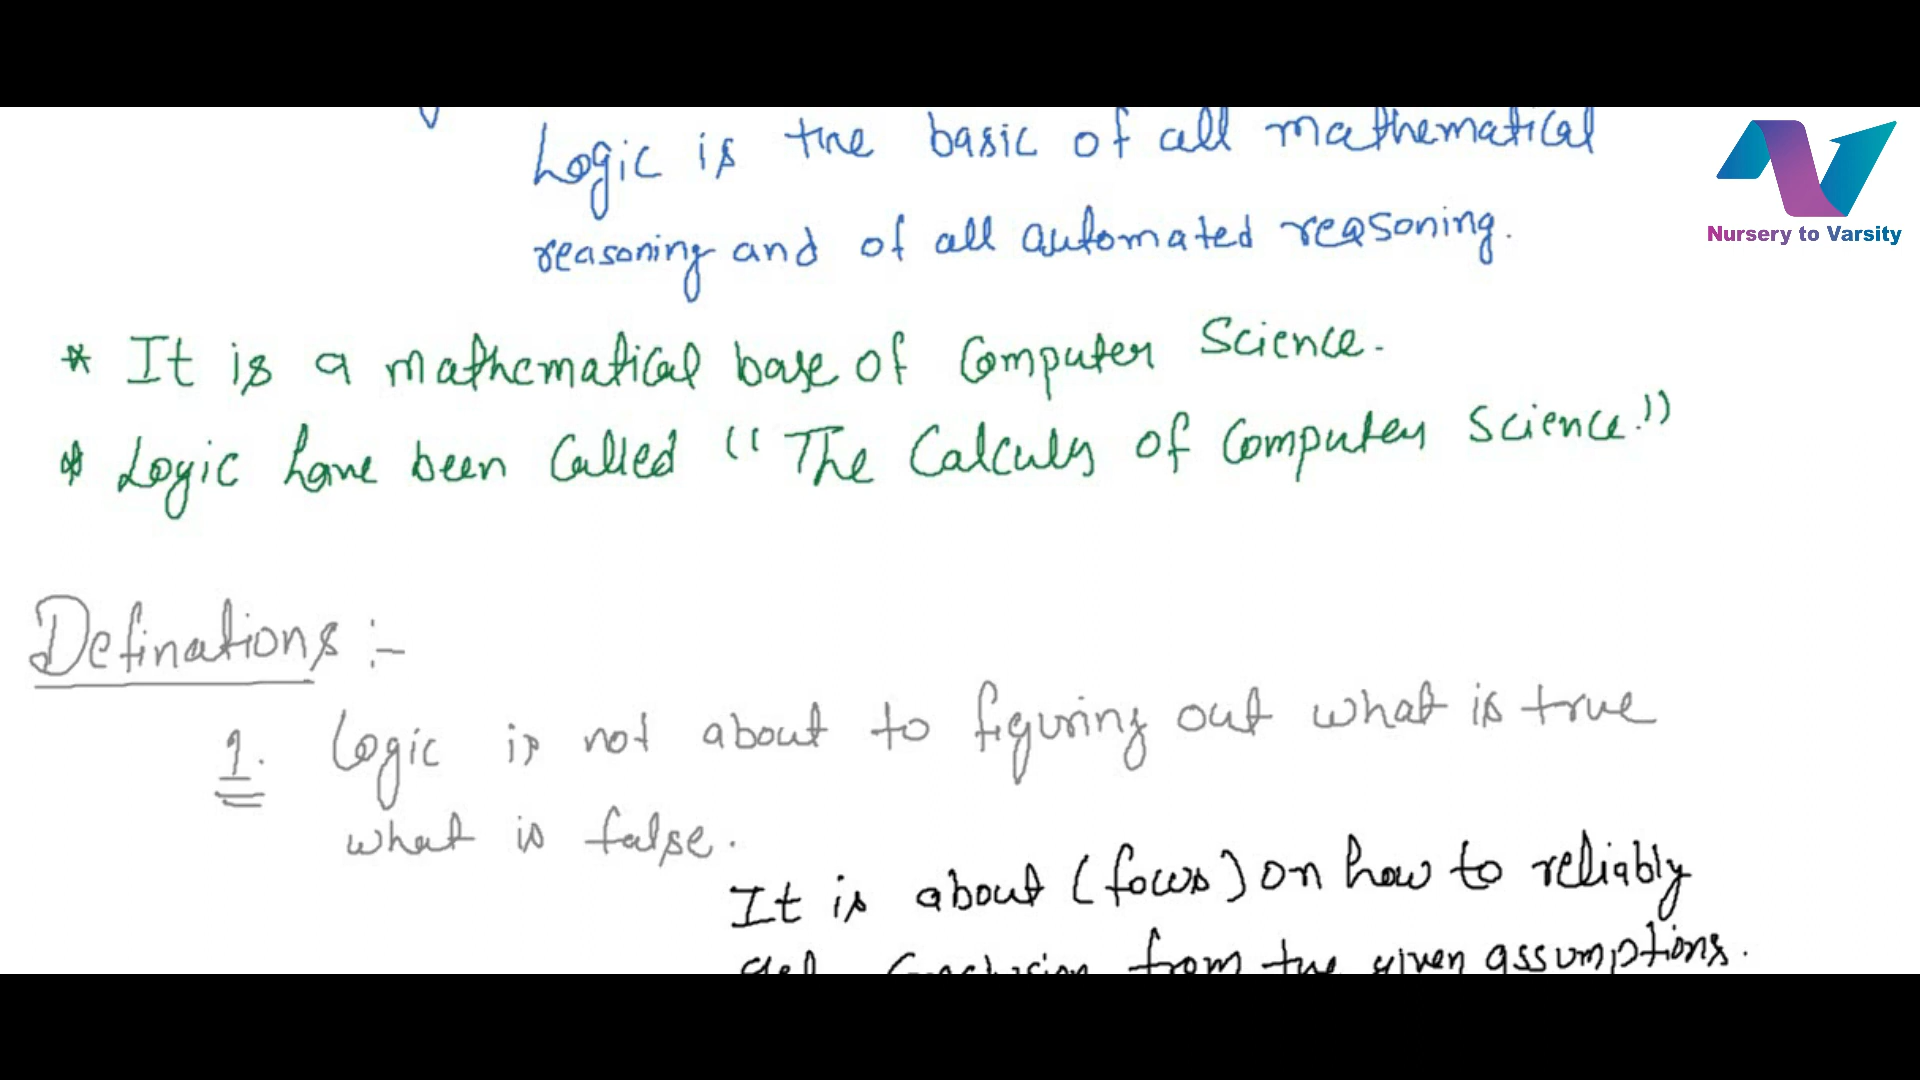 Logic is the basic of all mathematical
Nursery to Varsity
reasoning and of all automated reasoning.
* It is a mathematical base of Computer Science.
* Logic have been Called "The Calculus of Computer Science."
Definations :-
1. Logic is not about to figuring out what is true
what is false.
It is about (focus) on how to reliably
get Conclusion from the given assumptions.